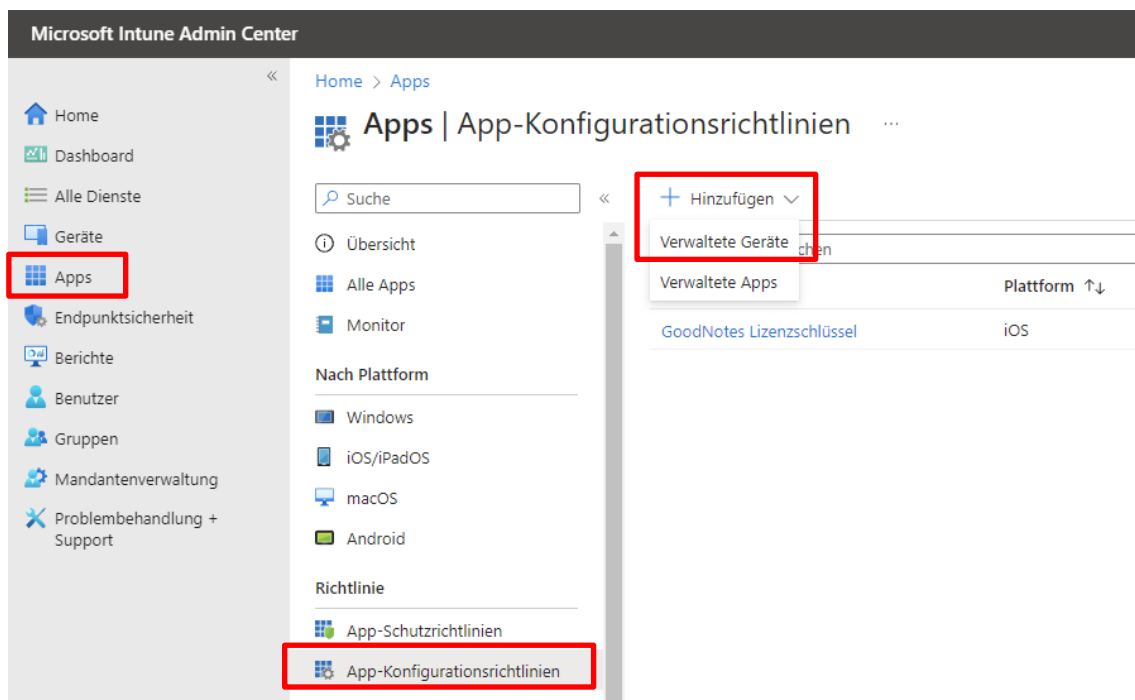 Microsoft Intune Admin Center
Home
Dashboard
Alle Dienste
Geräte
Apps
Endpunktsicherheit
Berichte
Benutzer
Gruppen
Mandantenverwaltung
Problembehandlung +
Support
Home > Apps
Apps | App-Konfigurationsrichtlinien ...
Suche
Übersicht
Alle Apps
Monitor
Nach Plattform
Windows
iOS/iPadOS
macOS
Android
Richtlinie
App-Schutzrichtlinien
App-Konfigurationsrichtlinien
Hinzufügen
Verwaltete Geräte
Verwaltete Apps
Plattform
GoodNotes Lizenzschlüssel
iOS